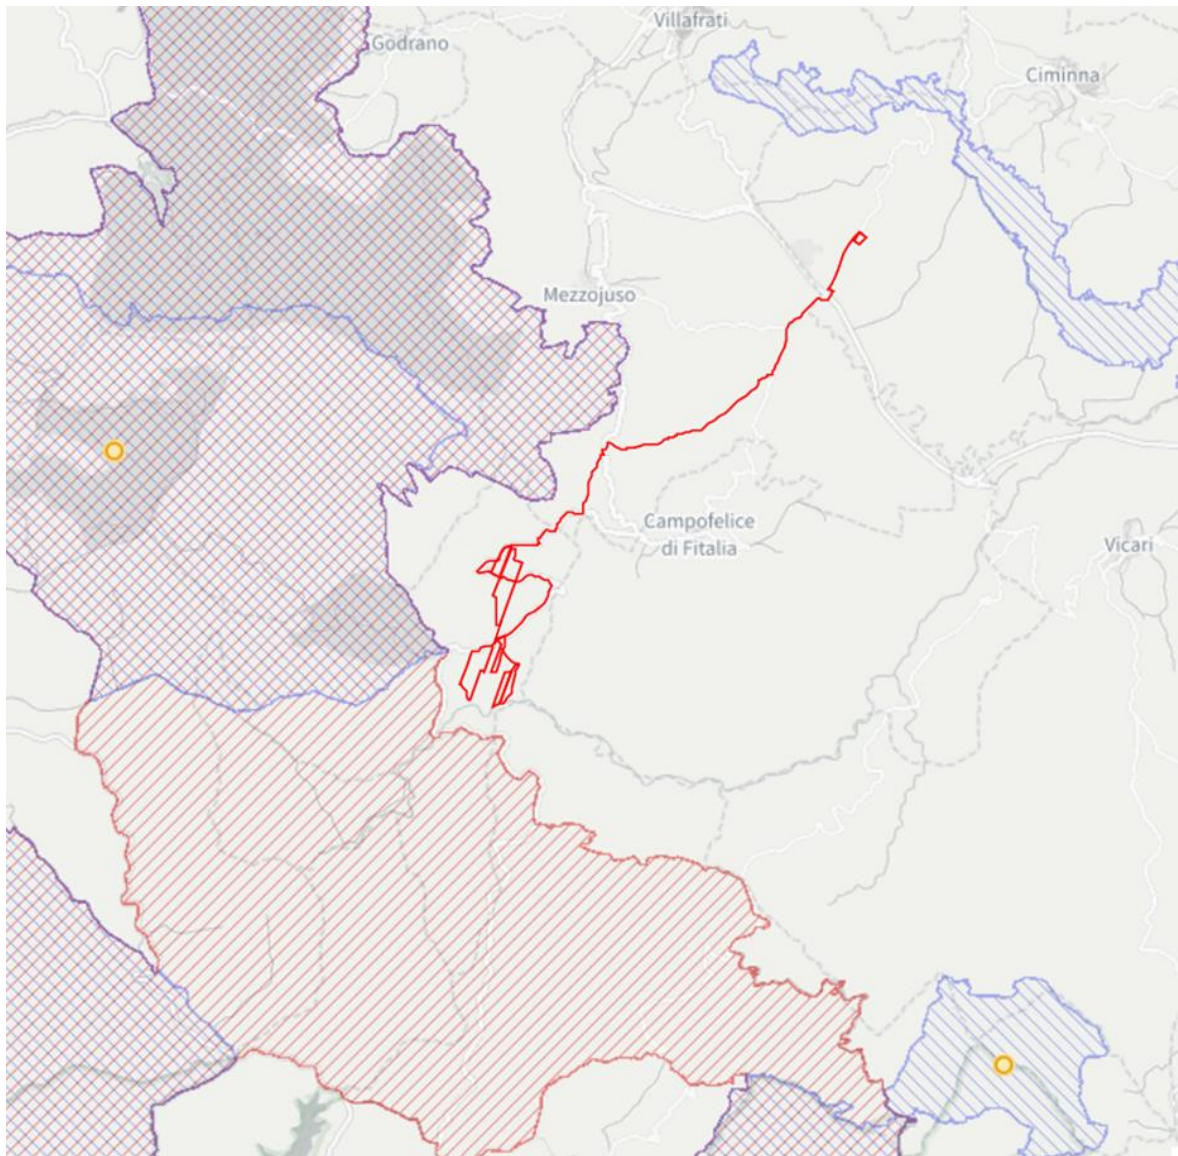 Villafrati
Godrano
Ciminna
Mezzojuso
Campofelice
di Fitalia
Vicari